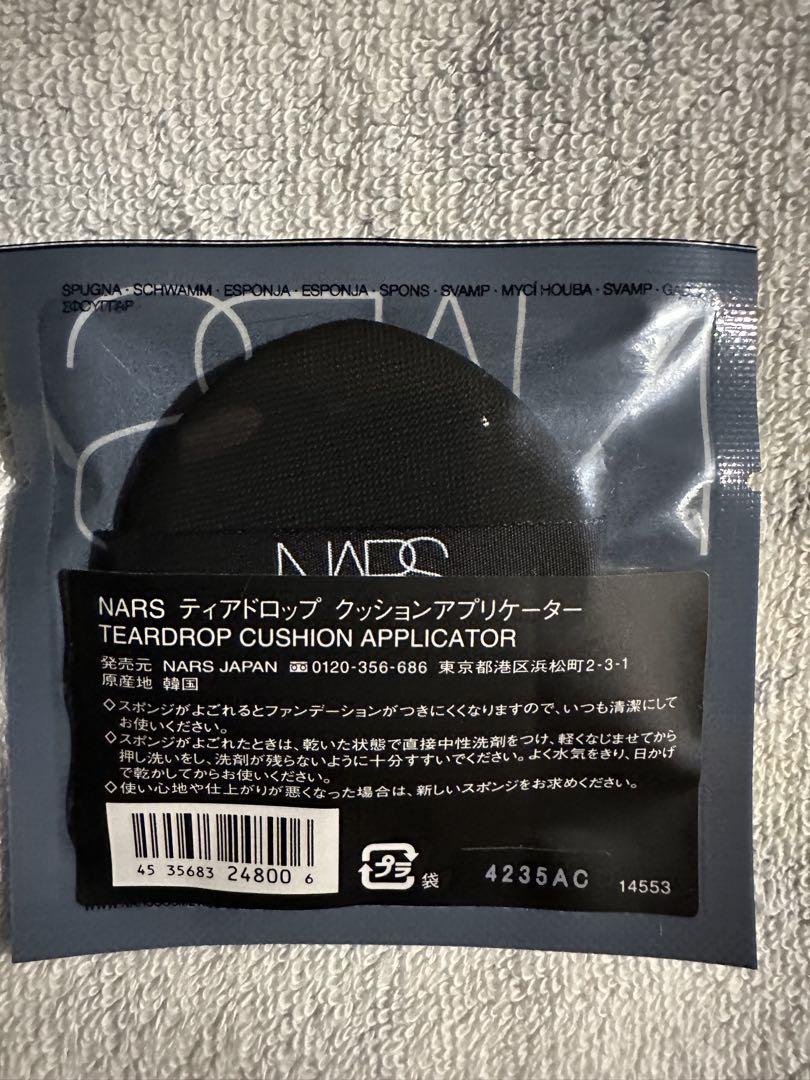 SPUGNA · SCHWAMM · ESPONJA · ESPONJA · SPONS · SVAMP · MYCÍ HOUBA · SVAMP ·
ΣΦΟΥΓΓΑΡ
NARS
NARS ティアドロップ クッションアプリケーター
TEARDROP CUSHION APPLICATOR
発売元 NARS JAPAN 0120-356-686 東京都港区浜松町2-3-1
原産地 韓国
◇スポンジがよごれるとファンデーションがつきにくくなりますので、いつも清潔にして
お使いください。
◇スポンジがよごれたときは、乾いた状態で直接中性洗剤をつけ、軽くなじませてから
押し洗いをし、洗剤が残らないように十分すすいでください。よく水気をきり、日かげ
で乾かしてからお使いください。
◇使い心地や仕上がりが悪くなった場合は、新しいスポンジをお求めください。
45 35683 24800 6
プラ
袋
4235AC
14553